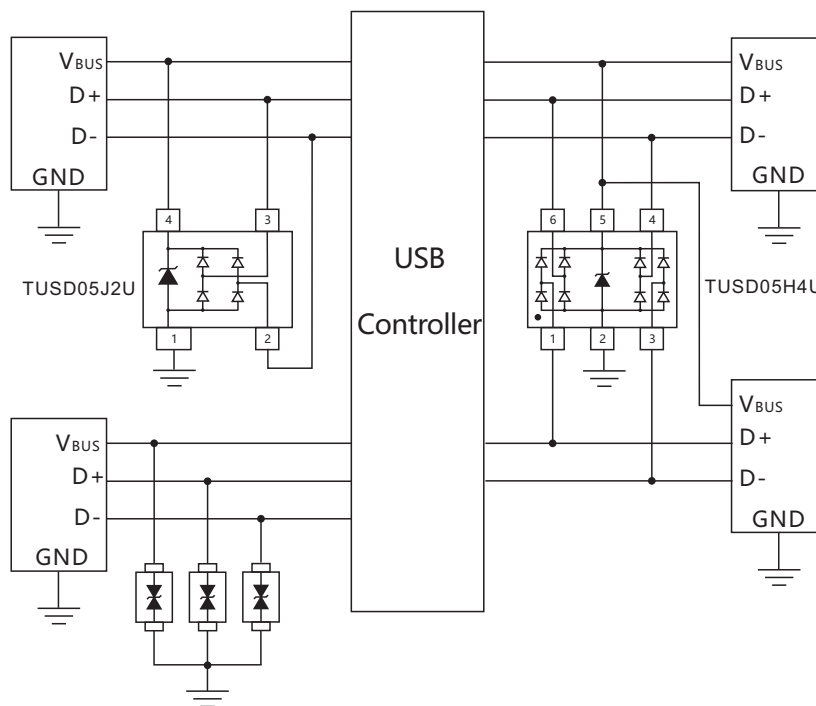 VBUS
D+
D-
GND
4
3
TUSD05J2U
1
2
VBUS
D+
D-
GND
USB
Controller
VBUS
D+
D-
GND
6
5
4
TUSD05H4U
1
2
3
VBUS
D+
D-
GND